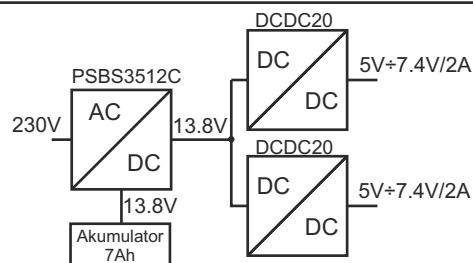 DCDC20
DC
DC
5V÷7.4V/2A
PSBS3512C
AC
DC
230V
13.8V
13.8V
Akumulator
7Ah
DCDC20
DC
DC
5V÷7.4V/2A